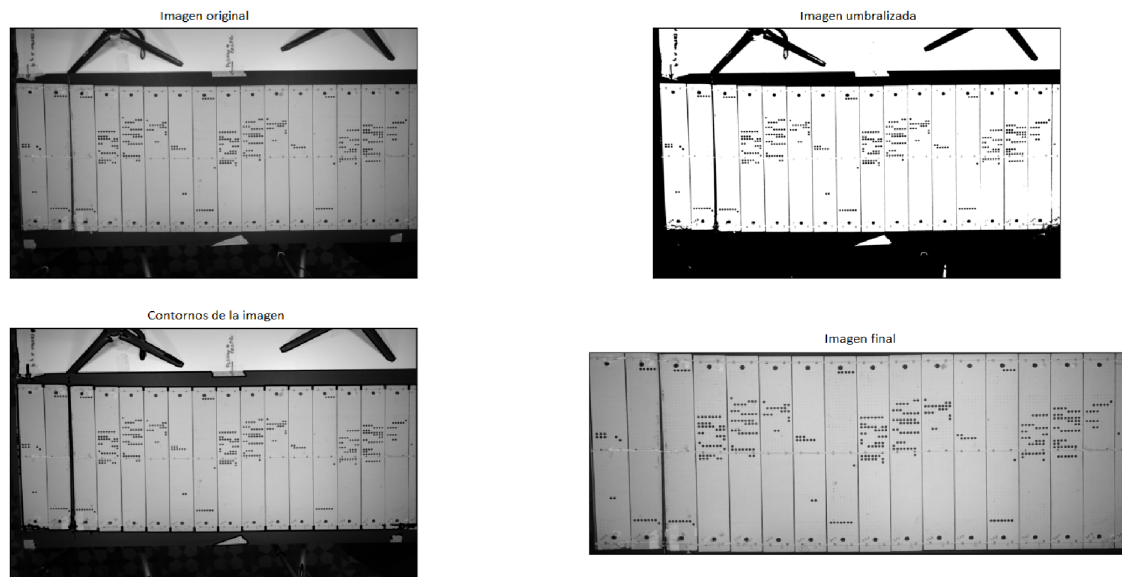 Imagen original
Imagen umbralizada
Contornos de la imagen
Imagen final